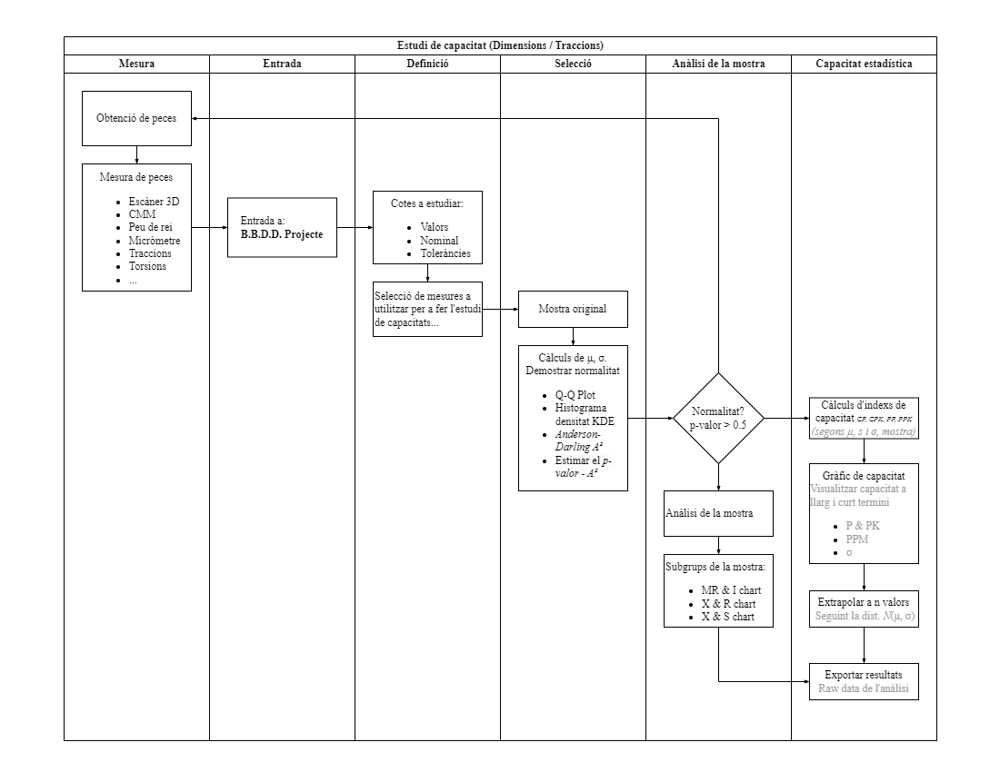 Estudi de capacitat (Dimensions / Traccions)
Mesura
Entrada
Definició
Selecció
Anàlisi de la mostra
Capacitat estadística
Obtenció de peces
Mesura de peces
Escàner 3D
CMM
Peu de rei
Micròmetre
Traccions
Torsions
...
Entrada a:
B.B.D.D. Projecte
Cotes a estudiar:
Valors
Nominal
Toleràncies
Selecció de mesures a
utilitzar per a fer l'estudi
de capacitats...
Mostra original
Càlculs de μ, σ.
Demostrar normalitat
Q-Q Plot
Histograma
densitat KDE
Anderson-
Darling A²
Estimar el p-
valor - A²
Normalitat?
p-valor > 0.5
Anàlisi de la mostra
Subgrups de la mostra:
MR & I chart
X & R chart
X & S chart
Càlculs d'indexs de
capacitat CP, CPK, PP, PPK
(segons μ, s i σ, mostra)
Gràfic de capacitat
Visualitzar capacitat a
llarg i curt termini
P & PK
PPM
σ
Extrapolar a n valors
Seguint la dist. N(μ, σ)
Exportar resultats
Raw data de l'anàlisi